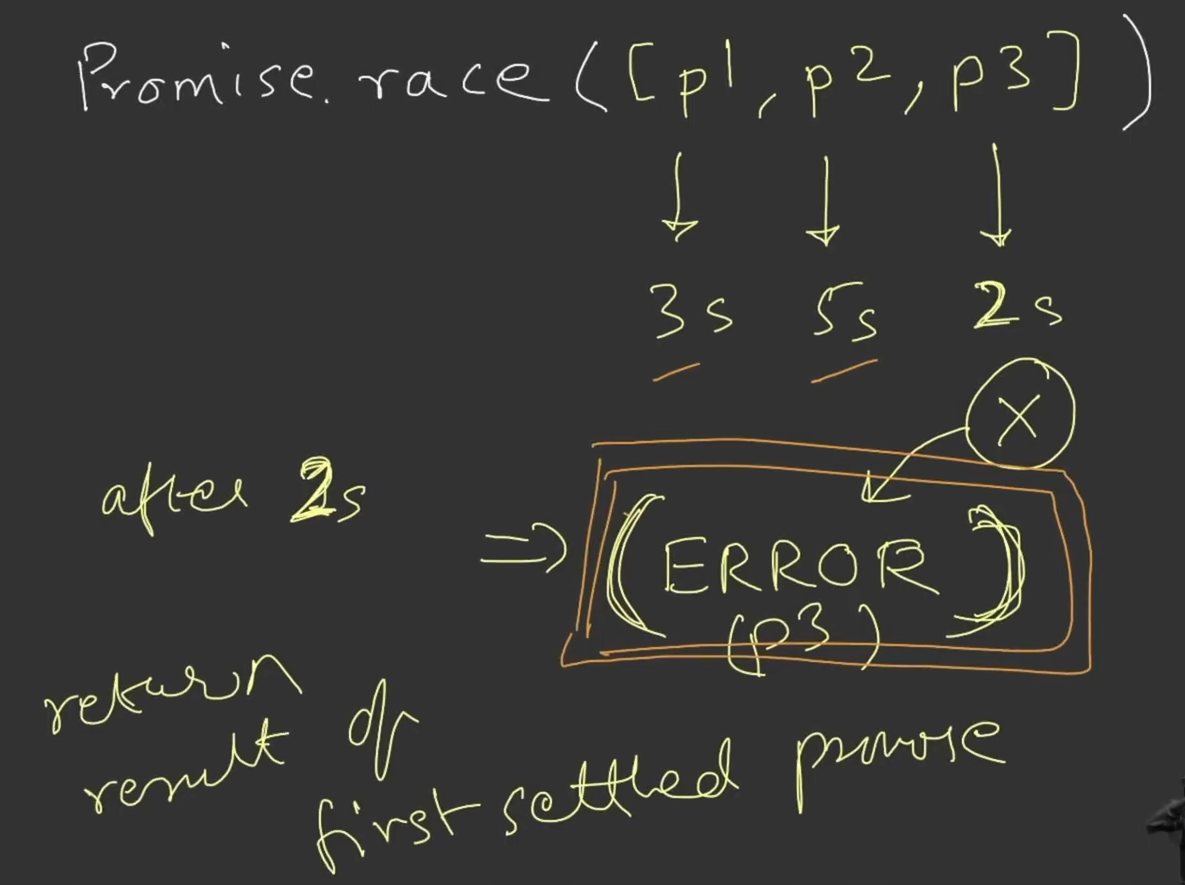 Promise.race([p1, p2, p3])
3s 5s 2s
X
after 2s
=> (ERROR)
(p3)
return
result of
first settled promise